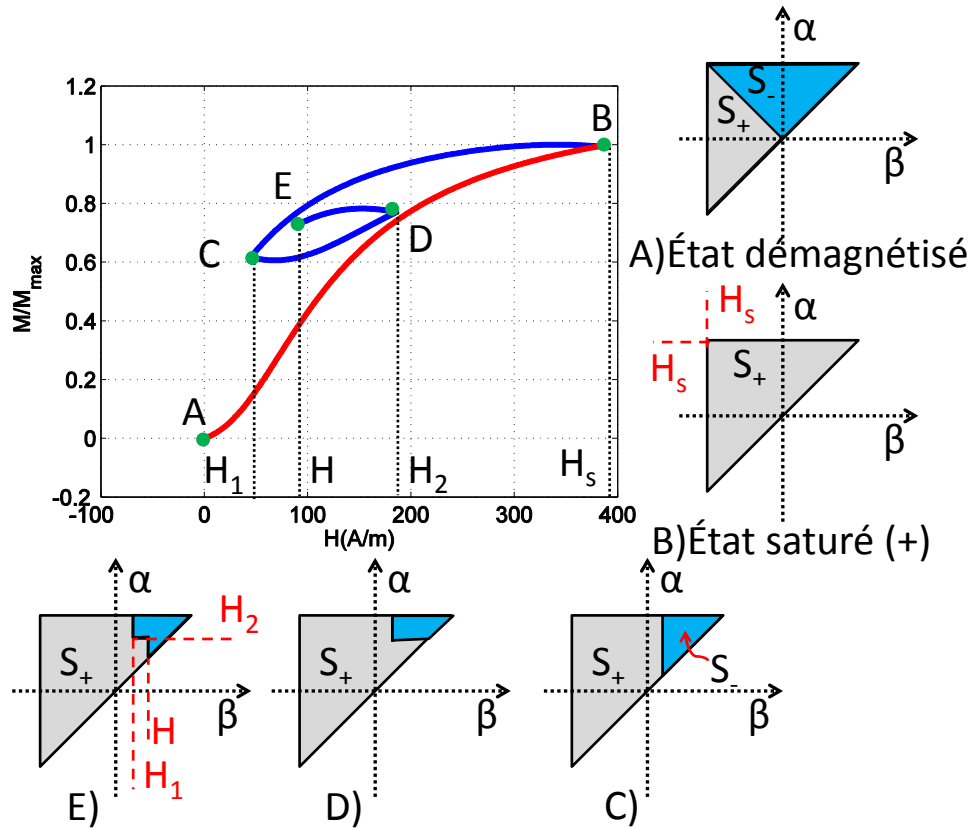 1.2
1
0.8
0.6
0.4
0.2
0
-0.2
M/M_max
-100
0
100
200
300
400
H(A/m)
A
B
C
D
E
H₁
H
H₂
Hₛ
α
S₋
S₊
β
A)État démagnétisé
α
Hₛ
Hₛ
S₊
β
B)État saturé (+)
α
H₂
S₊
β
H
H₁
E)
α
S₊
β
D)
α
S₊
S₋
β
C)